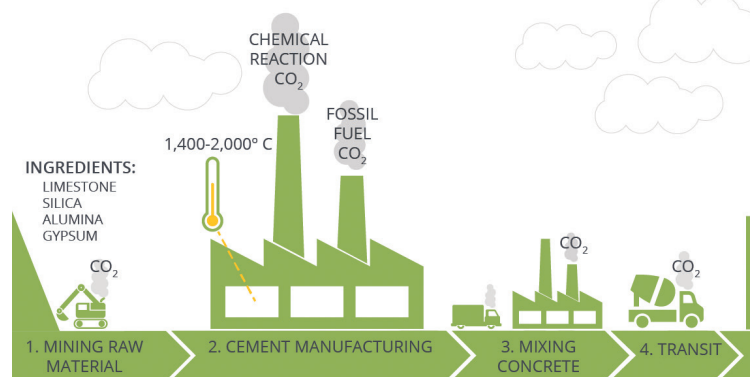 CHEMICAL
REACTION
CO₂
FOSSIL
FUEL
CO₂
1,400-2,000º C
INGREDIENTS:
LIMESTONE
SILICA
ALUMINA
GYPSUM
CO₂
CO₂
CO₂
1. MINING RAW
MATERIAL
2. CEMENT MANUFACTURING
3. MIXING
CONCRETE
4. TRANSIT